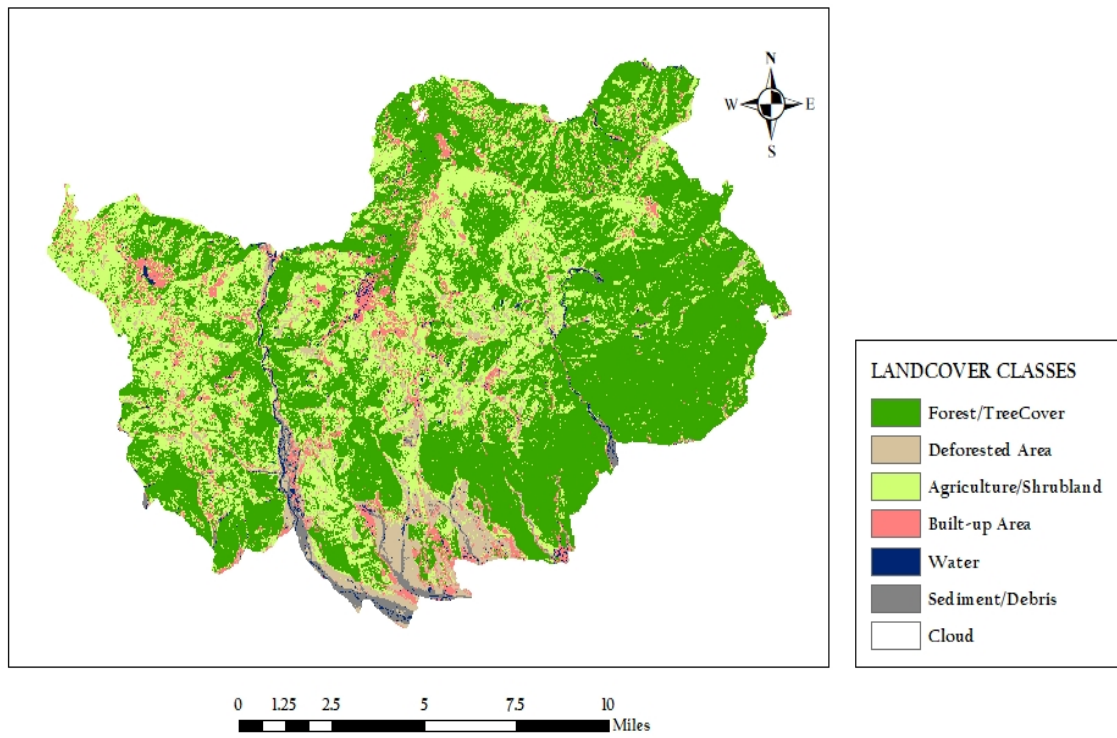 N
W E
S
LANDCOVER CLASSES
Forest/TreeCover
Deforested Area
Agriculture/Shrubland
Built-up Area
Water
Sediment/Debris
Cloud
0 1.25 2.5 5 7.5 10
Miles